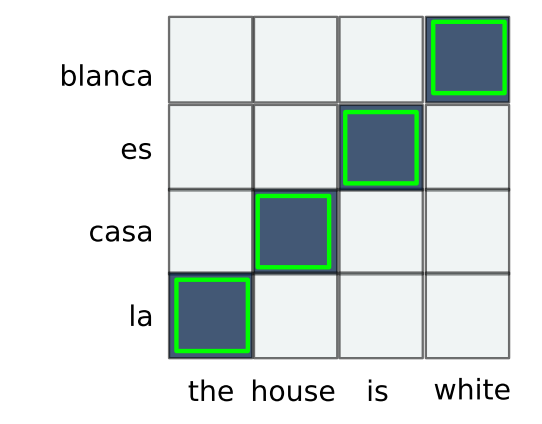 blanca
es
casa
la
the house is white